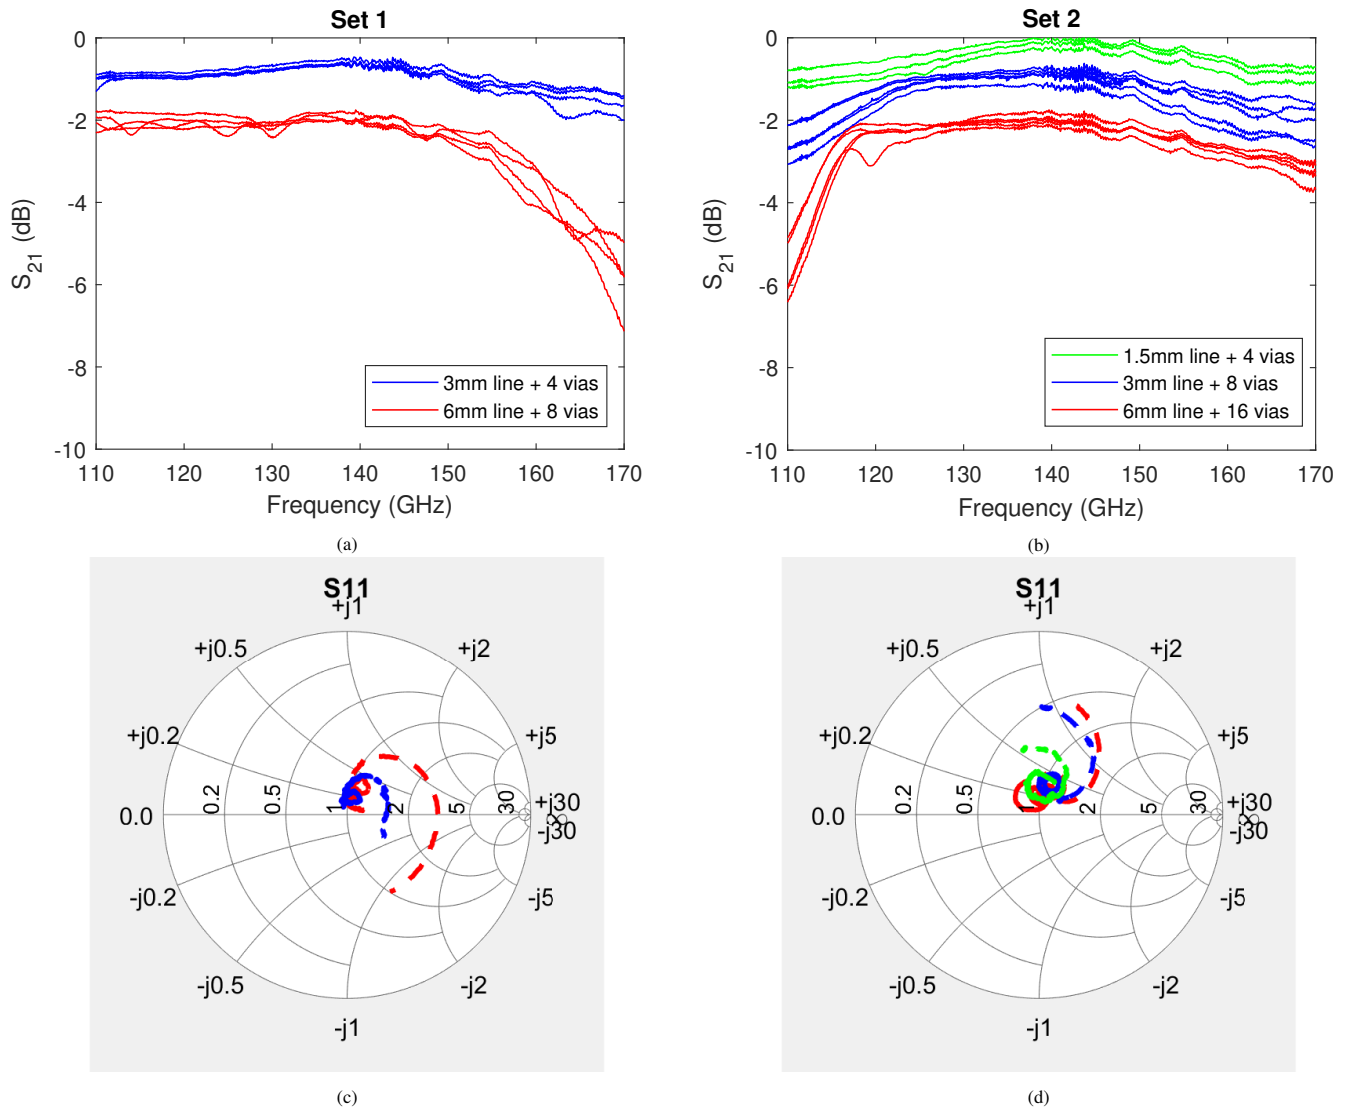 Set 1
0
-2
-4
-6
-8
-10
S21 (dB)
110 120 130 140 150 160 170
Frequency (GHz)
3mm line + 4 vias
6mm line + 8 vias
(a)
Set 2
0
-2
-4
-6
-8
-10
S21 (dB)
110 120 130 140 150 160 170
Frequency (GHz)
1.5mm line + 4 vias
3mm line + 8 vias
6mm line + 16 vias
(b)
S11
+j1
+j0.5 +j2
+j0.2 +j5
0.0 0.2 0.5 1 2 5 30 +j30
∞
-j30
-j0.2 -j5
-j0.5 -j2
-j1
(c)
S11
+j1
+j0.5 +j2
+j0.2 +j5
0.0 0.2 0.5 1 2 5 30 +j30
∞
-j30
-j0.2 -j5
-j0.5 -j2
-j1
(d)